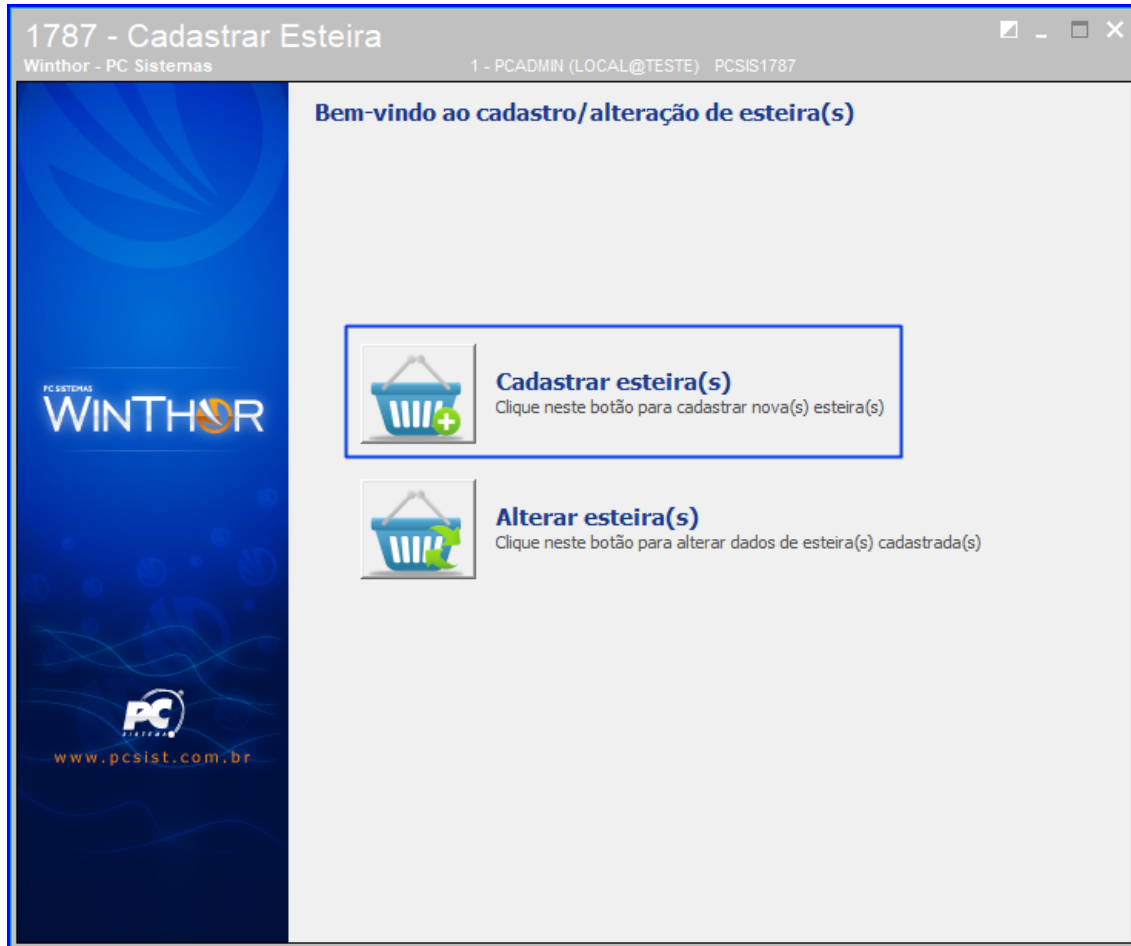 1787 - Cadastrar Esteira
Winthor - PC Sistemas
1 - PCADMIN (LOCAL@TESTE) PCSIS1787
Bem-vindo ao cadastro/alteração de esteira(s)
Cadastrar esteira(s)
Clique neste botão para cadastrar nova(s) esteira(s)
PC SISTEMAS
WINTHOR
Alterar esteira(s)
Clique neste botão para alterar dados de esteira(s) cadastrada(s)
PC
SISTEMAS
www.pcsist.com.br